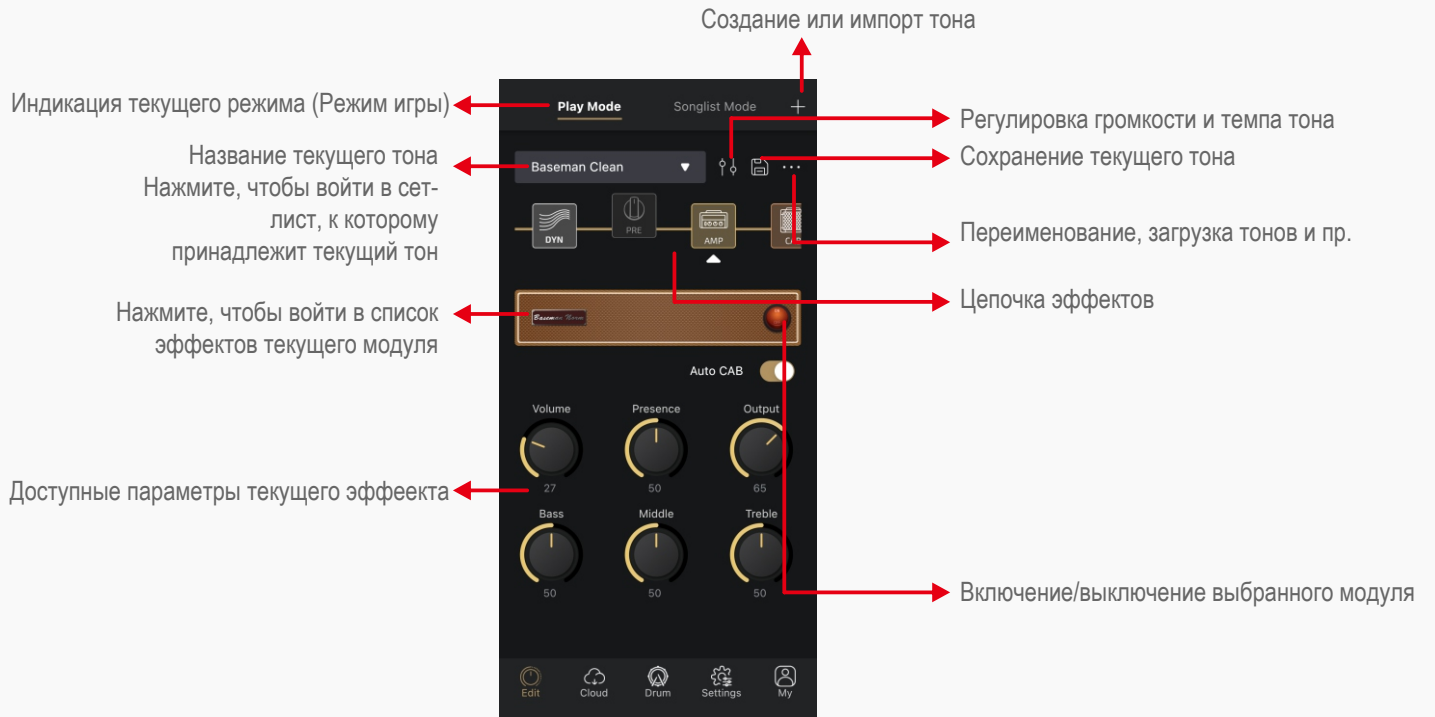 Создание или импорт тона
Индикация текущего режима (Режим игры)
Play Mode
Songlist Mode
Регулировка громкости и темпа тона
Название текущего тона
Нажмите, чтобы войти в сет-
лист, к которому
принадлежит текущий тон
Baseman Clean
Сохранение текущего тона
DYN
PRE
AMP
Переименование, загрузка тонов и пр.
Цепочка эффектов
Нажмите, чтобы войти в список
эффектов текущего модуля
Baseman Norm
Auto CAB
Volume
Presence
Output
27
50
65
Доступные параметры текущего эффеекта
Bass
Middle
Treble
50
50
50
Включение/выключение выбранного модуля
Edit
Cloud
Drum
Settings
My